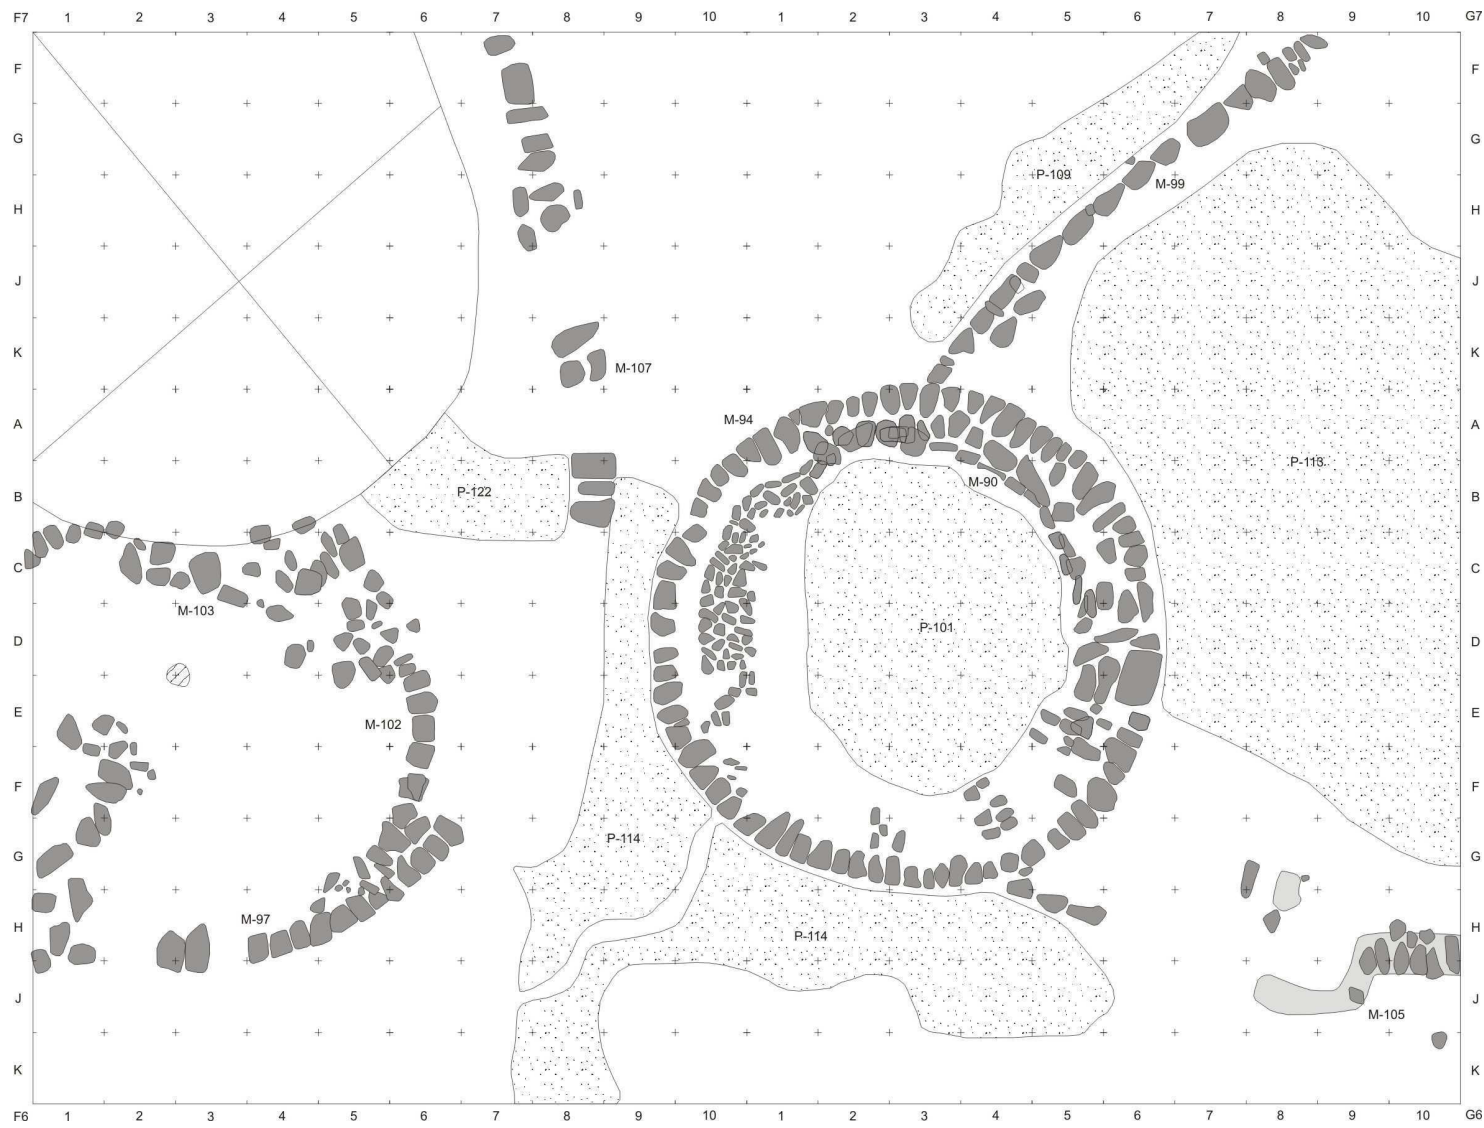 F7 1 2 3 4 5 6 7 8 9 10 1 2 3 4 5 6 7 8 9 10 G7
F F
G G
P-109
M-99
H H
J J
K K
M-107
M-94
A A
P-113
M-90
P-122
B B
C C
M-103
P-101
D D
M-102
E E
F F
P-114
G G
M-97
H H
P-114
J J
M-105
K K
F6 1 2 3 4 5 6 7 8 9 10 1 2 3 4 5 6 7 8 9 10 G6